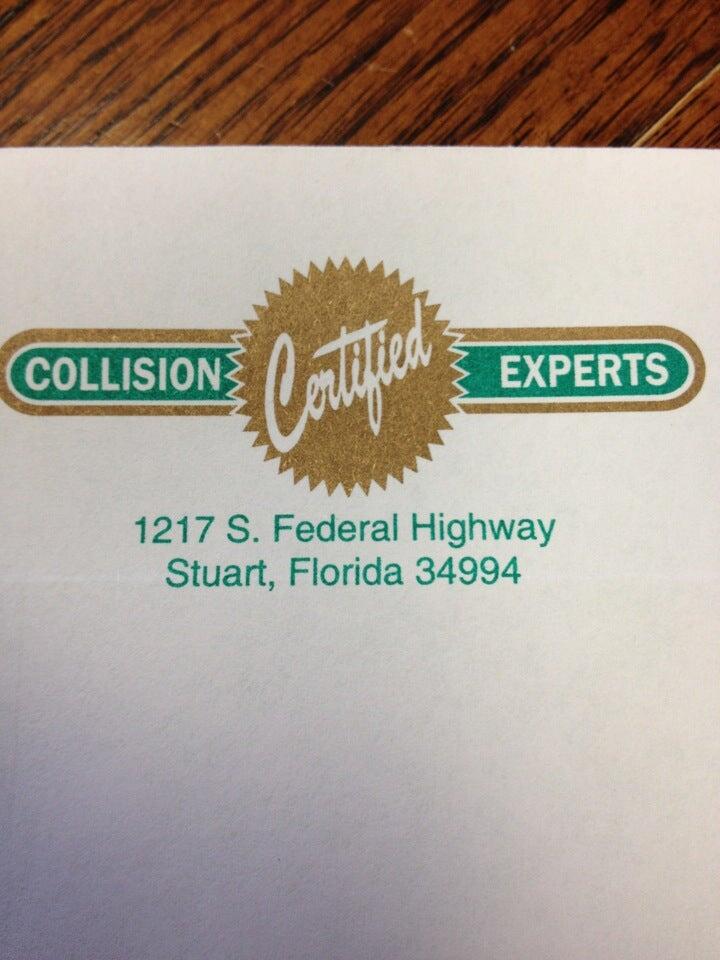 COLLISION Certified EXPERTS
1217 S. Federal Highway
Stuart, Florida 34994